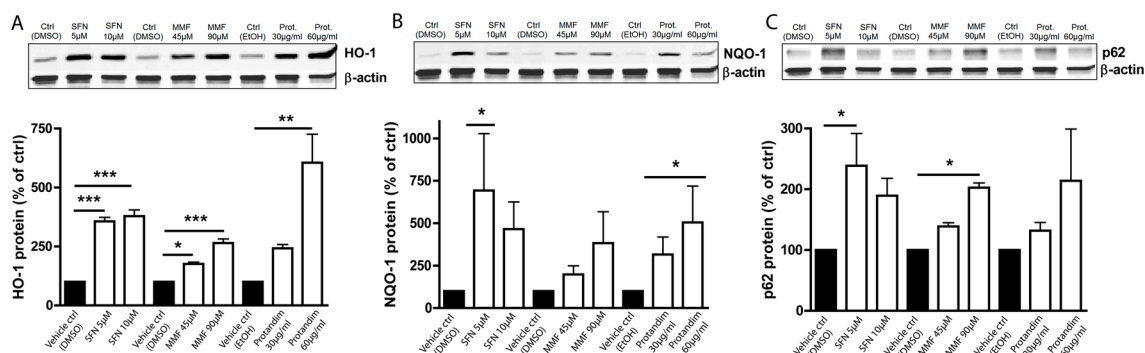 A
Ctrl (DMSO) SFN 5µM SFN 10µM Ctrl (DMSO) MMF 45µM MMF 90µM Ctrl (EtOH) Prot. 30µg/ml Prot. 60µg/ml
HO-1
β-actin
HO-1 protein (% of ctrl)
750
500
250
0
*** *** * *** **
Vehicle ctrl (DMSO)
SFN 5µM
SFN 10µM
Vehicle ctrl (DMSO)
MMF 45µM
MMF 90µM
Vehicle ctrl (EtOH)
Protandim 30µg/ml
Protandim 60µg/ml
B
Ctrl (DMSO) SFN 5µM SFN 10µM Ctrl (DMSO) MMF 45µM MMF 90µM Ctrl (EtOH) Prot. 30µg/ml Prot. 60µg/ml
NQO-1
β-actin
NQO-1 protein (% of ctrl)
1000
750
500
250
0
* *
Vehicle ctrl (DMSO)
SFN 5µM
SFN 10µM
Vehicle ctrl (DMSO)
MMF 45µM
MMF 90µM
Vehicle ctrl (EtOH)
Protandim 30µg/ml
Protandim 60µg/ml
C
Ctrl (DMSO) SFN 5µM SFN 10µM Ctrl (DMSO) MMF 45µM MMF 90µM Ctrl (EtOH) Prot. 30µg/ml Prot. 60µg/ml
p62
β-actin
p62 protein (% of ctrl)
300
200
100
0
* *
Vehicle ctrl (DMSO)
SFN 5µM
SFN 10µM
Vehicle ctrl (DMSO)
MMF 45µM
MMF 90µM
Vehicle ctrl (EtOH)
Protandim 30µg/ml
Protandim 60µg/ml